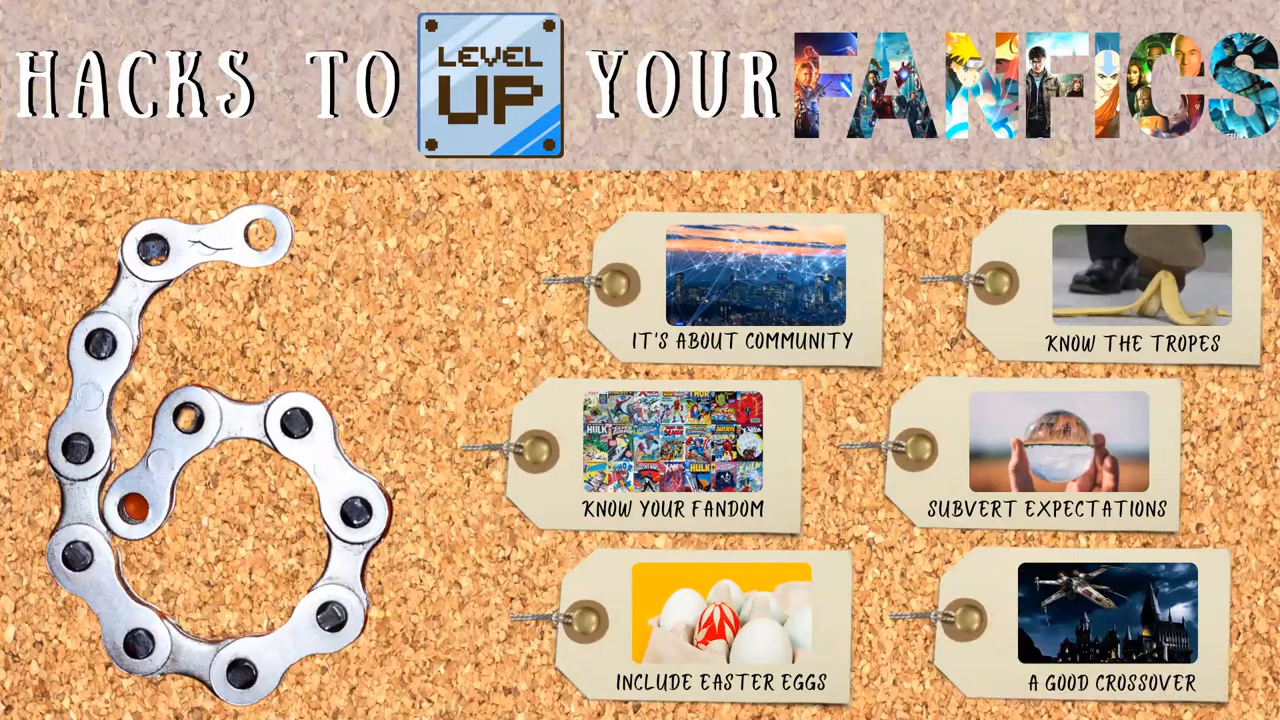 HACKS TO LEVEL UP YOUR FANFICS
6
IT'S ABOUT COMMUNITY
KNOW THE TROPES
KNOW YOUR FANDOM
SUBVERT EXPECTATIONS
INCLUDE EASTER EGGS
A GOOD CROSSOVER